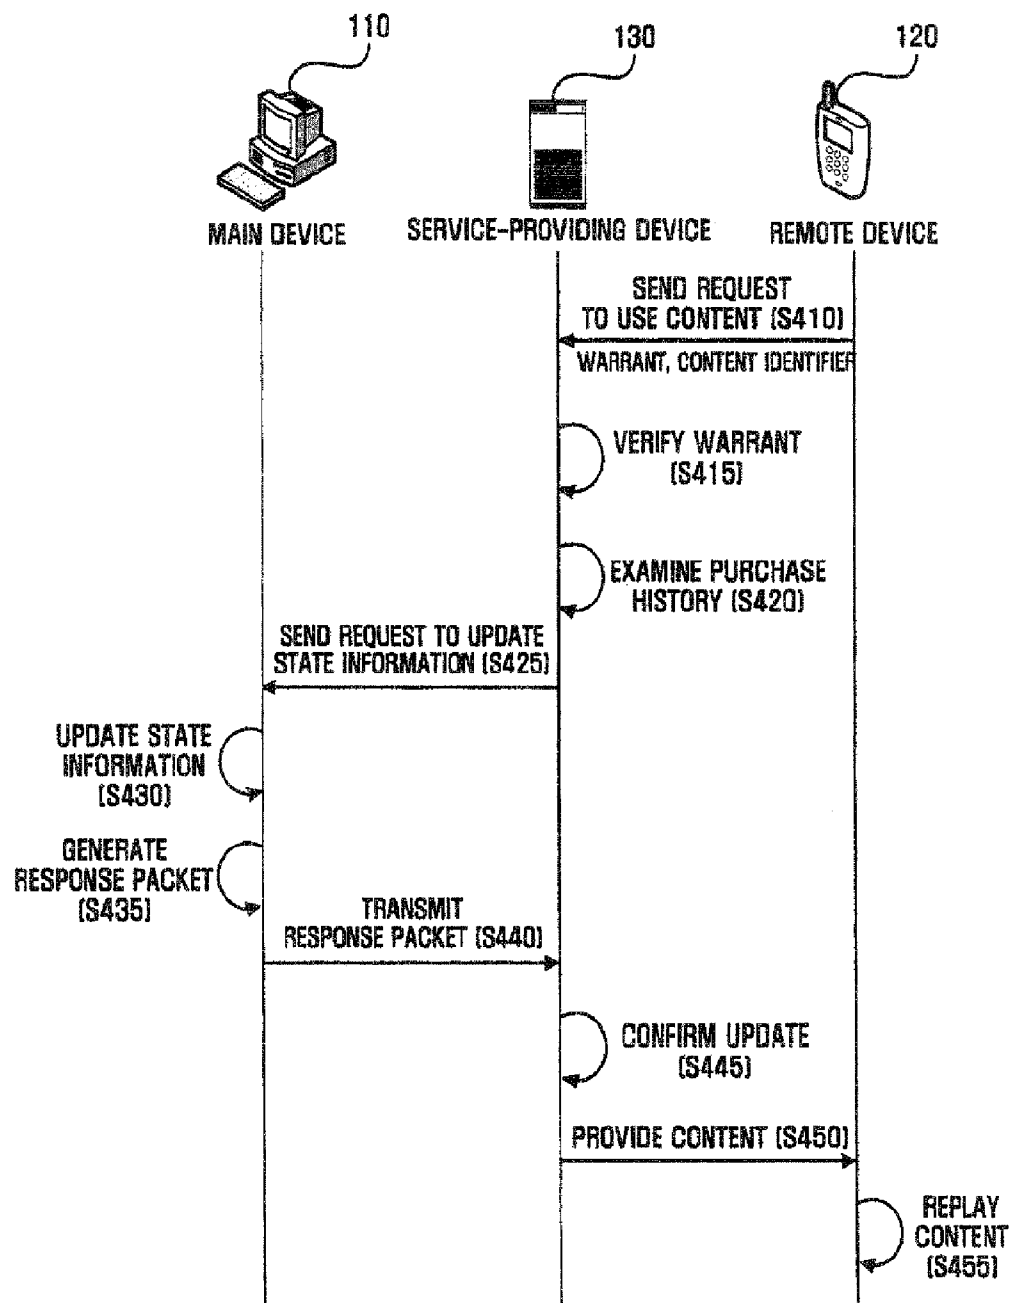 110
130
120
MAIN DEVICE
SERVICE-PROVIDING DEVICE
REMOTE DEVICE
SEND REQUEST
TO USE CONTENT (S410)
WARRANT, CONTENT IDENTIFIER
VERIFY WARRANT
(S415)
EXAMINE PURCHASE
HISTORY (S420)
SEND REQUEST TO UPDATE
STATE INFORMATION (S425)
UPDATE STATE
INFORMATION
(S430)
GENERATE
RESPONSE PACKET
(S435)
TRANSMIT
RESPONSE PACKET (S440)
CONFIRM UPDATE
(S445)
PROVIDE CONTENT (S450)
REPLAY
CONTENT
(S455)